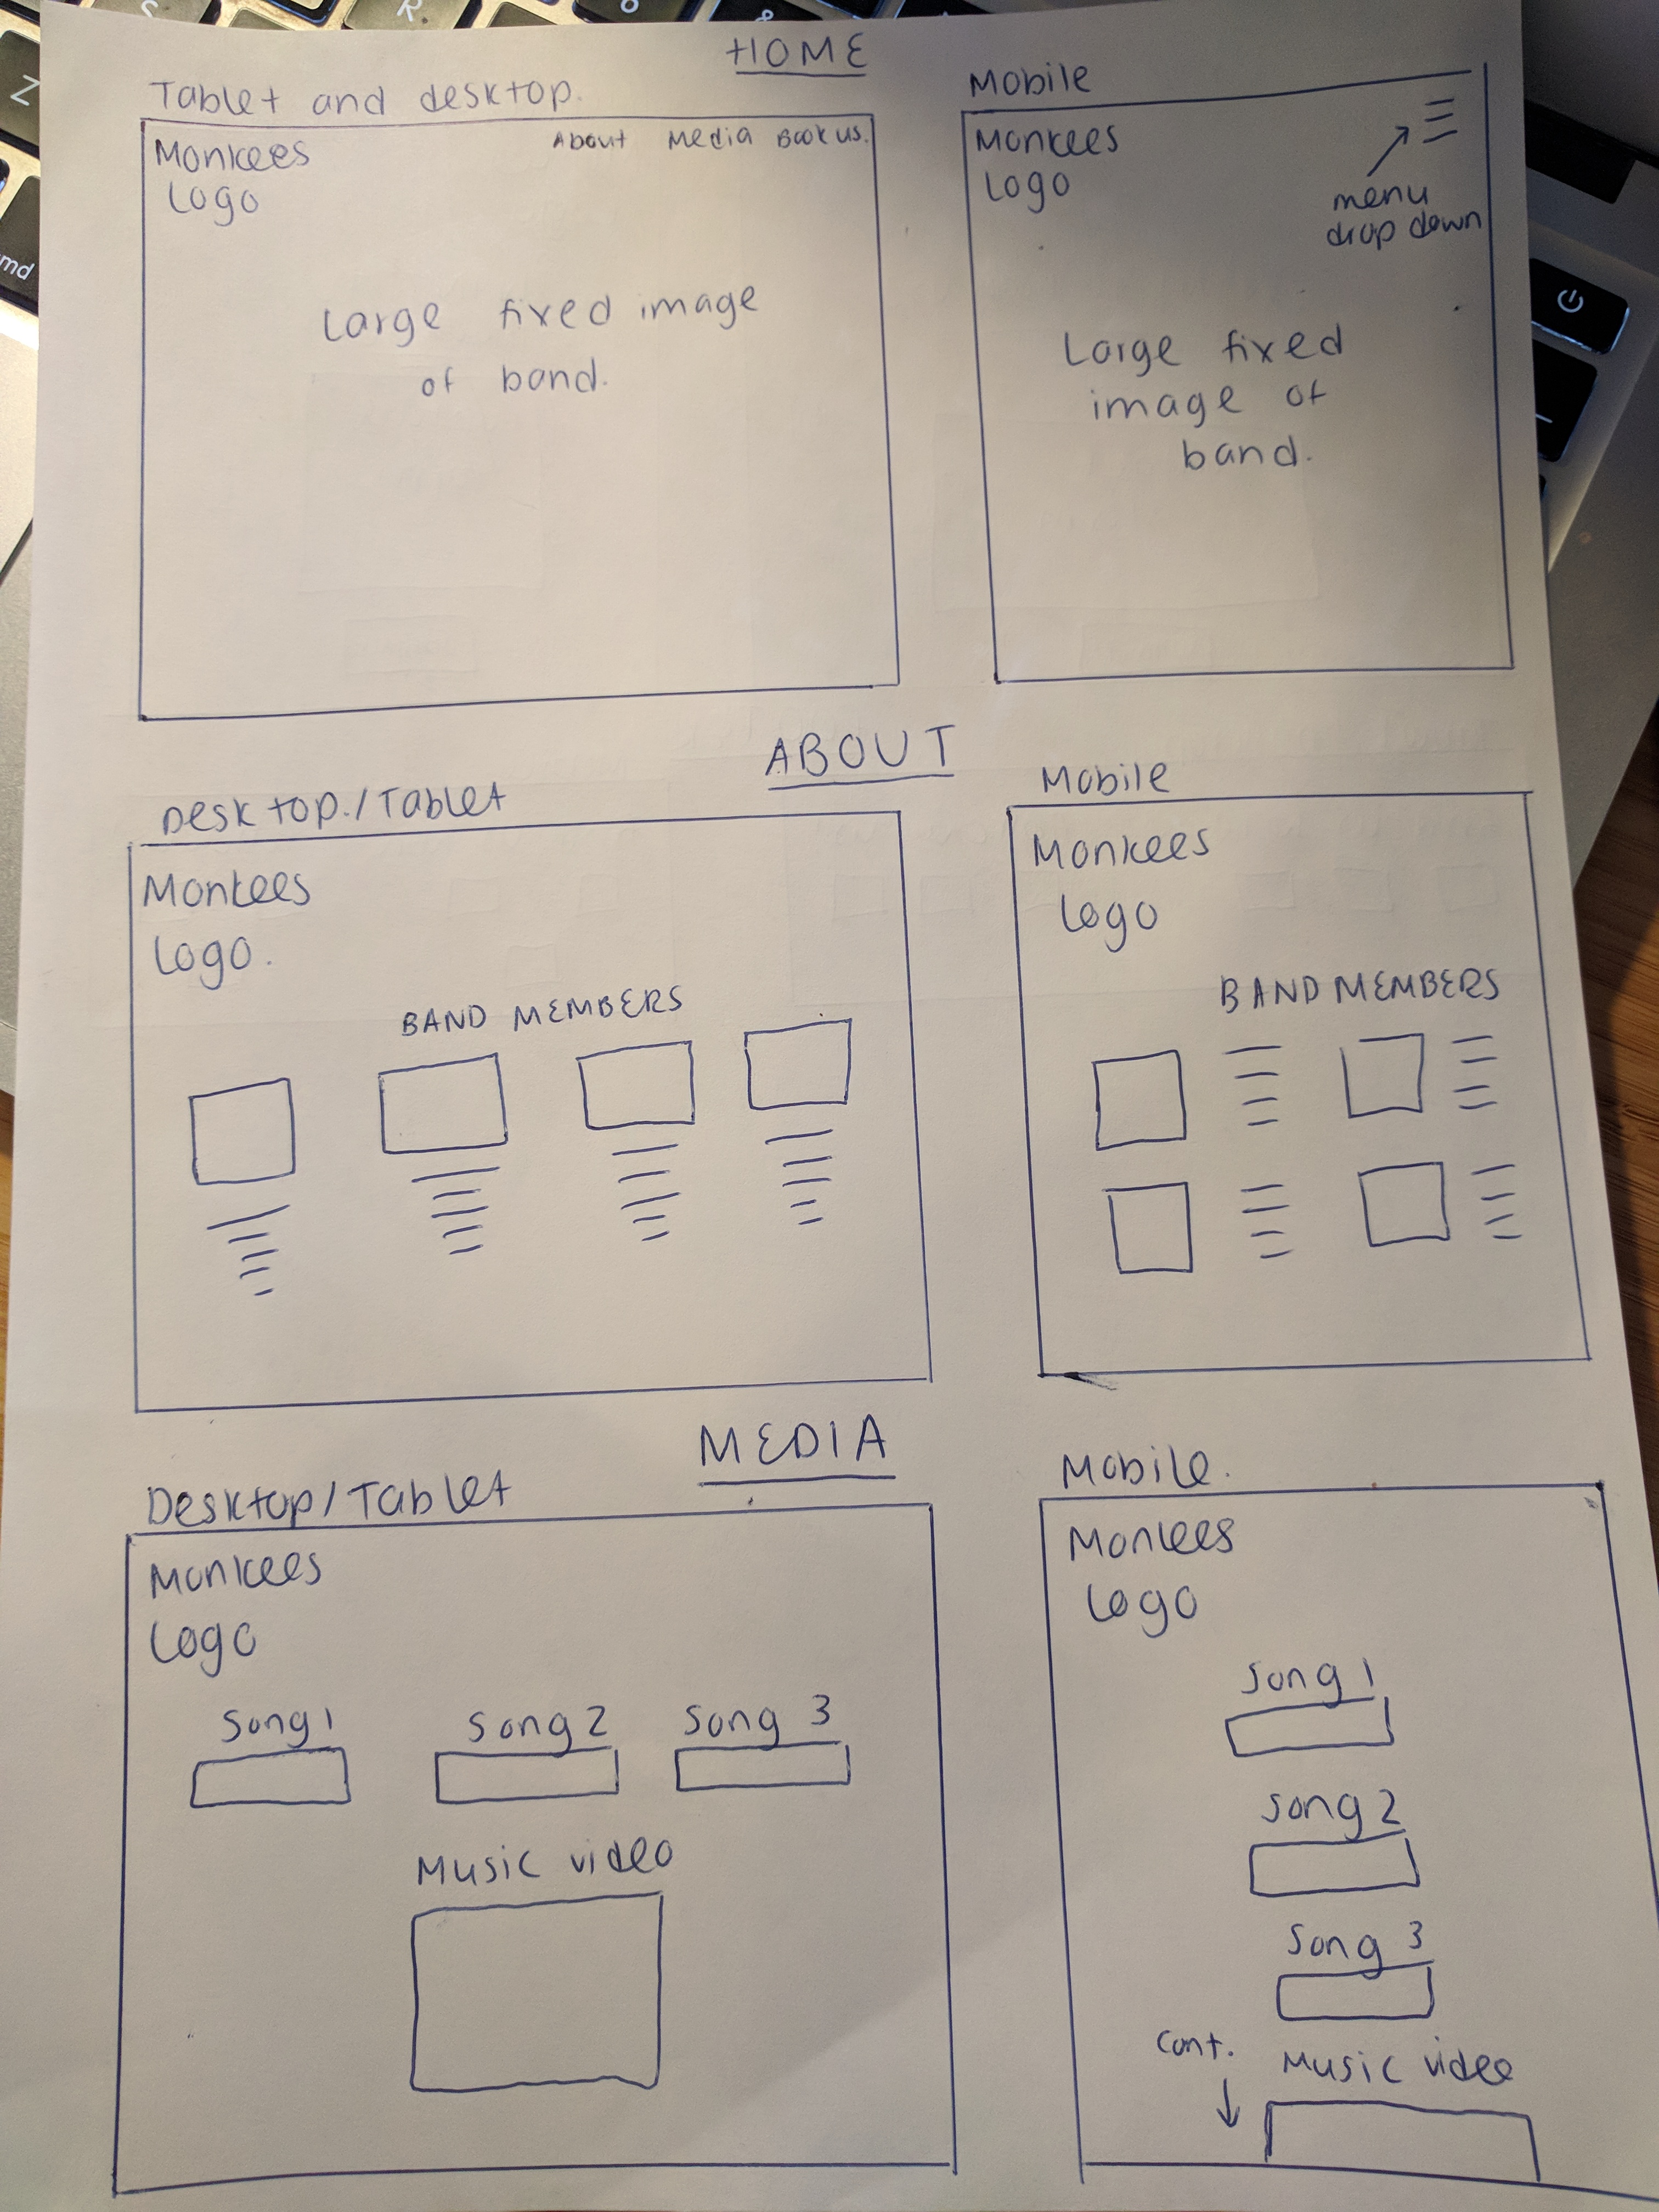 HOME
Tablet and desktop.
Monkees
Logo
About Media Book us.
Large fixed image
of band.
Mobile
Monkees
Logo
menu
drop down
Large fixed
image of
band.
ABOUT
Desktop./Tablet
Monkees
Logo.
BAND MEMBERS
Mobile
Monkees
Logo
BAND MEMBERS
MEDIA
Desktop/Tablet
Monkees
Logo
Song 1
Song 2
Song 3
Music video
Mobile.
Monkees
Logo
Song 1
Song 2
Song 3
Cont.
Music video
Z
R
md